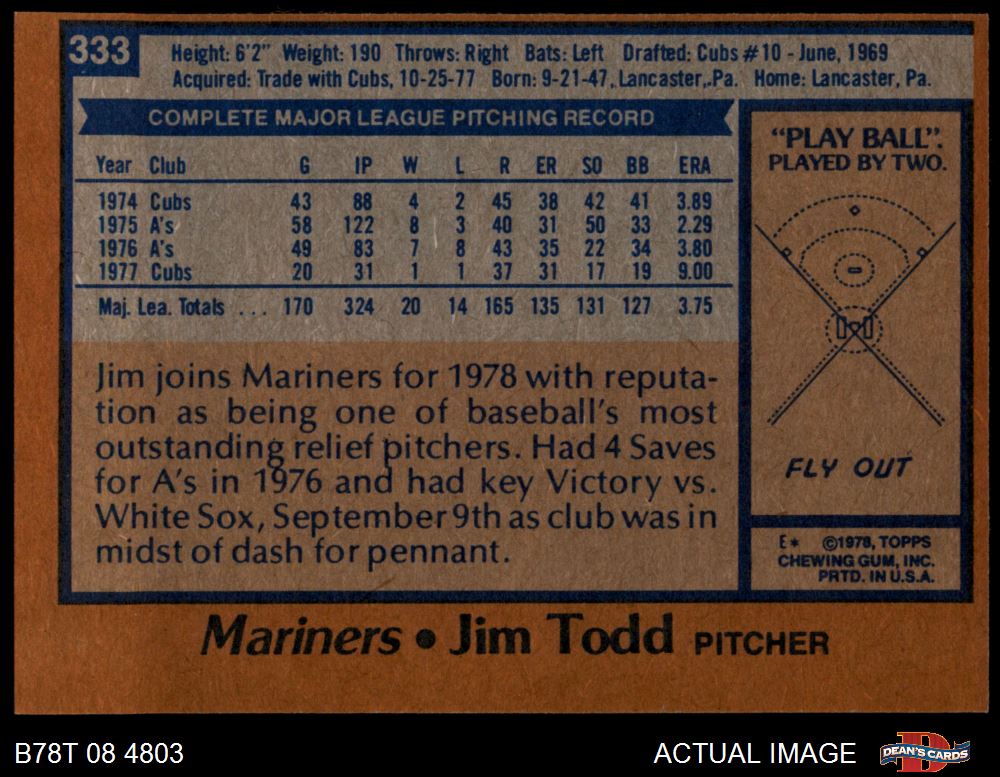 333
Height: 6'2" Weight: 190 Throws: Right Bats: Left Drafted: Cubs #10 - June, 1969
Acquired: Trade with Cubs, 10-25-77 Born: 9-21-47, Lancaster, Pa. Home: Lancaster, Pa.
COMPLETE MAJOR LEAGUE PITCHING RECORD
Year Club G IP W L R ER SO BB ERA
1974 Cubs 43 88 4 2 45 38 42 41 3.89
1975 A's 58 122 8 3 40 31 50 33 2.29
1976 A's 49 83 7 8 43 35 22 34 3.80
1977 Cubs 20 31 1 1 37 31 17 19 9.00
Maj. Lea. Totals ... 170 324 20 14 165 135 131 127 3.75
Jim joins Mariners for 1978 with reputa-
tion as being one of baseball's most
outstanding relief pitchers. Had 4 Saves
for A's in 1976 and had key Victory vs.
White Sox, September 9th as club was in
midst of dash for pennant.
"PLAY BALL".
PLAYED BY TWO.
FLY OUT
E* ©1978, TOPPS
CHEWING GUM, INC.
PRTD. IN U.S.A.
Mariners • Jim Todd PITCHER
B78T 08 4803
ACTUAL IMAGE
DEAN'S CARDS